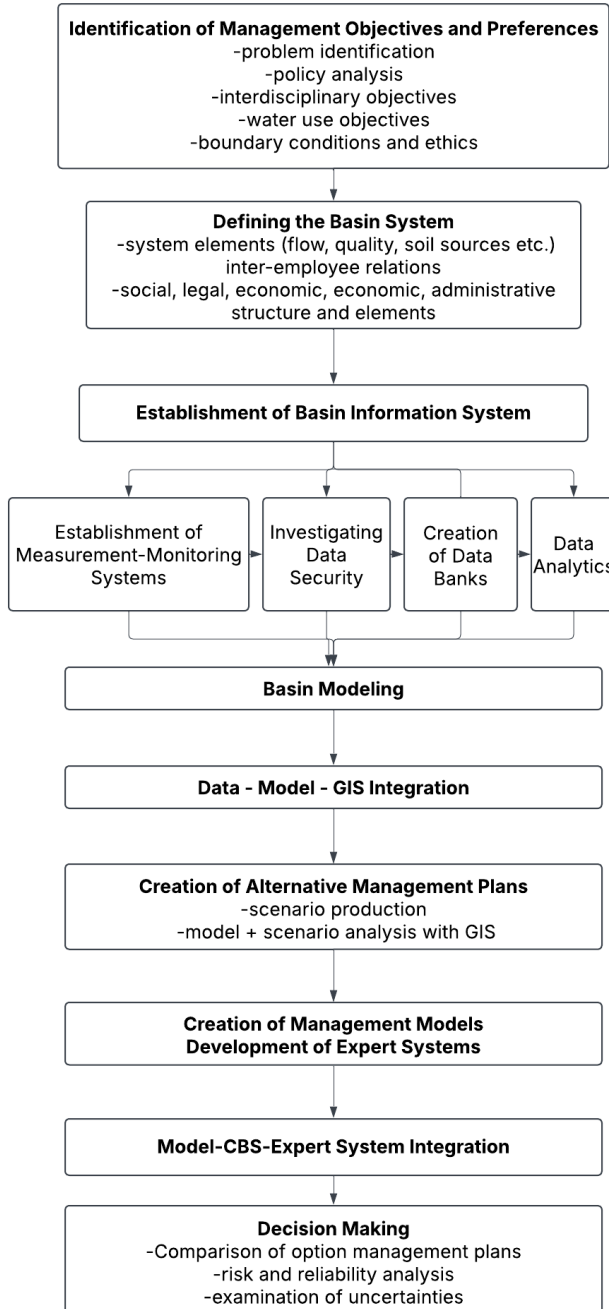 Identification of Management Objectives and Preferences
-problem identification
-policy analysis
-interdisciplinary objectives
-water use objectives
-boundary conditions and ethics
Defining the Basin System
-system elements (flow, quality, soil sources etc.)
inter-employee relations
-social, legal, economic, economic, administrative
structure and elements
Establishment of Basin Information System
Establishment of
Measurement-Monitoring
Systems
Investigating
Data
Security
Creation
of Data
Banks
Data
Analytics
Basin Modeling
Data - Model - GIS Integration
Creation of Alternative Management Plans
-scenario production
-model + scenario analysis with GIS
Creation of Management Models
Development of Expert Systems
Model-CBS-Expert System Integration
Decision Making
-Comparison of option management plans
-risk and reliability analysis
-examination of uncertainties